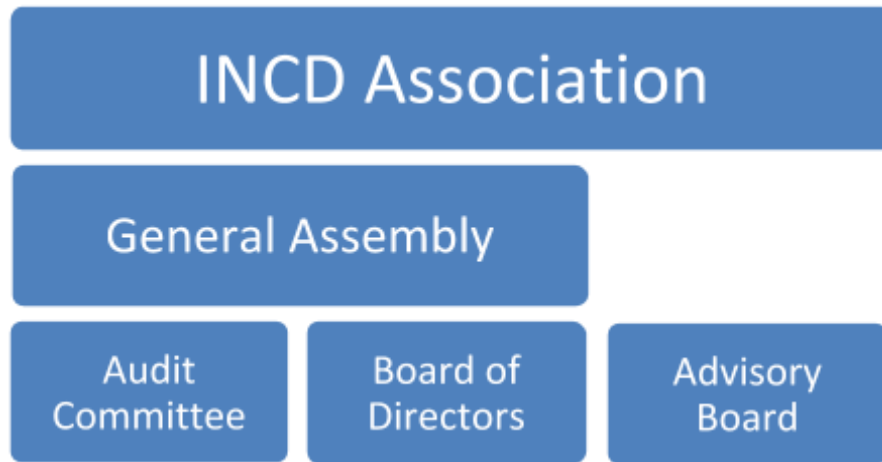 INCD Association
General Assembly
Audit
Committee
Board of
Directors
Advisory
Board